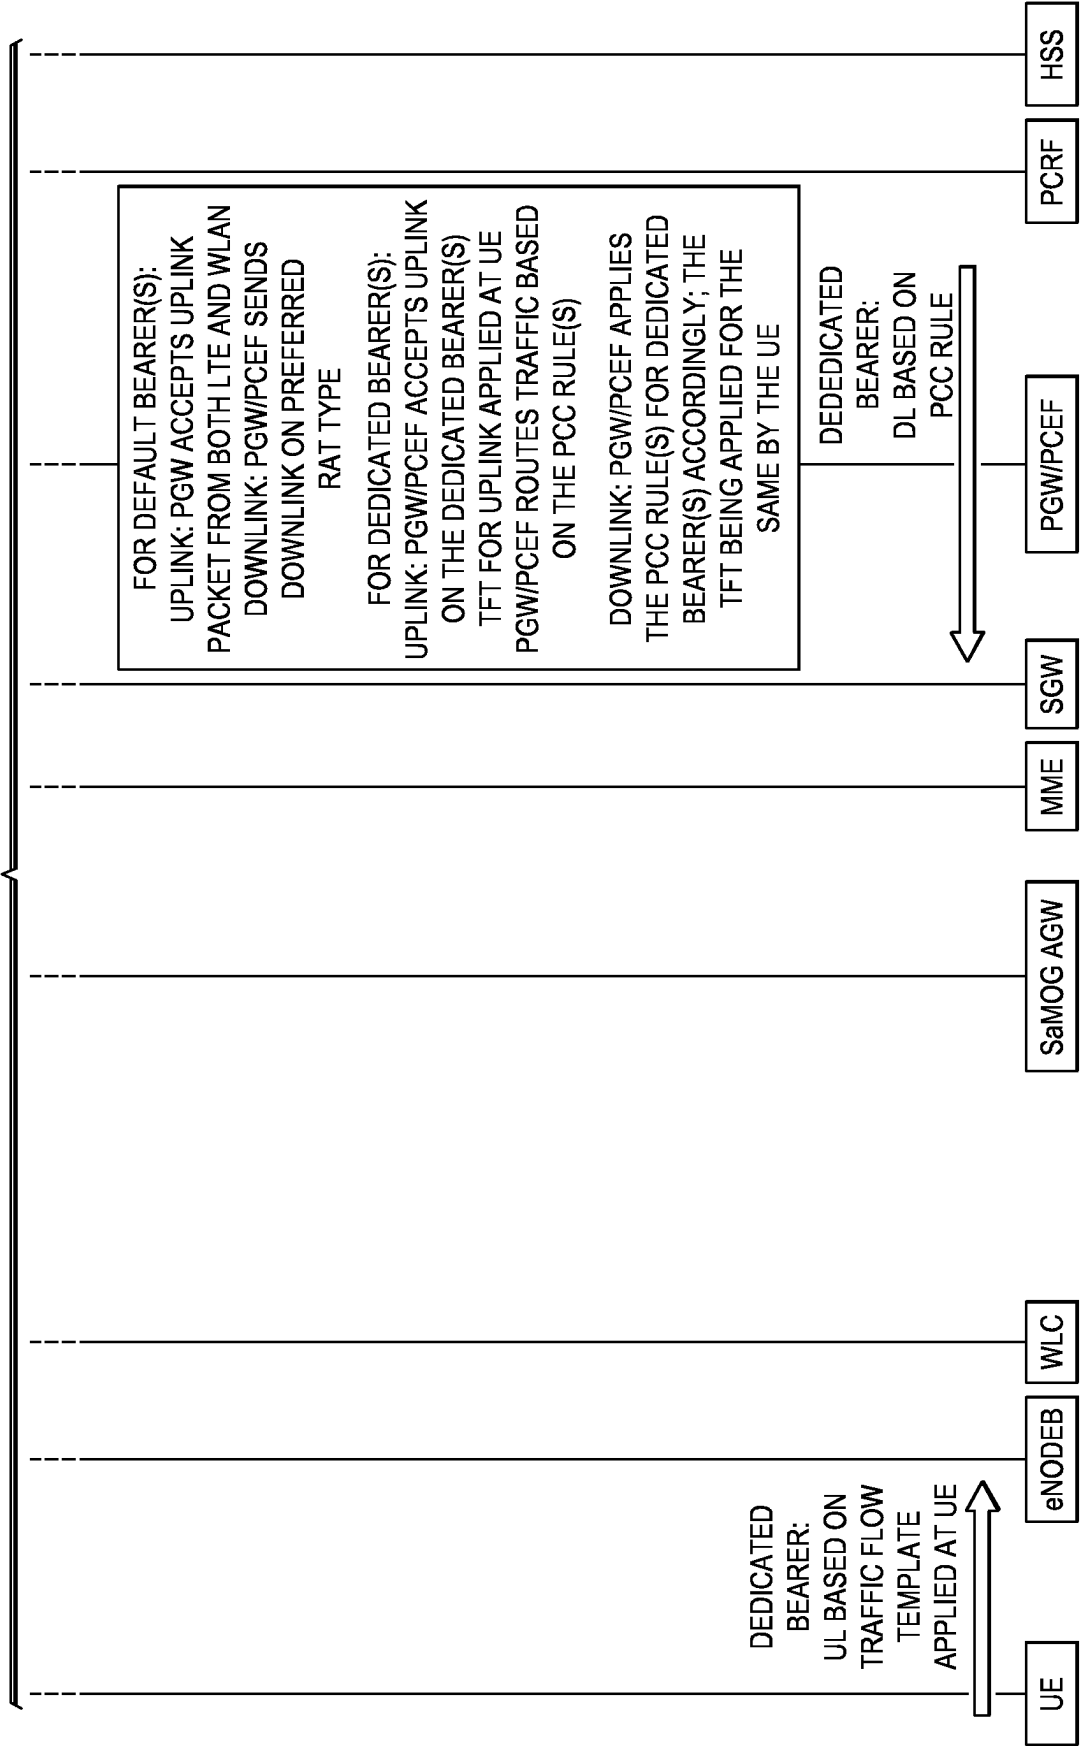 FOR DEFAULT BEARER(S):
UPLINK: PGW ACCEPTS UPLINK
PACKET FROM BOTH LTE AND WLAN
DOWNLINK: PGW/PCEF SENDS
DOWNLINK ON PREFERRED
RAT TYPE
FOR DEDICATED BEARER(S):
UPLINK: PGW/PCEF ACCEPTS UPLINK
ON THE DEDICATED BEARER(S)
TFT FOR UPLINK APPLIED AT UE
PGW/PCEF ROUTES TRAFFIC BASED
ON THE PCC RULE(S)
DOWNLINK: PGW/PCEF APPLIES
THE PCC RULE(S) FOR DEDICATED
BEARER(S) ACCORDINGLY; THE
TFT BEING APPLIED FOR THE
SAME BY THE UE
DEDICATED
BEARER:
UL BASED ON
TRAFFIC FLOW
TEMPLATE
APPLIED AT UE
DEDEDICATED
BEARER:
DL BASED ON
PCC RULE
UE
eNODEB
WLC
SaMOG AGW
MME
SGW
PGW/PCEF
PCRF
HSS